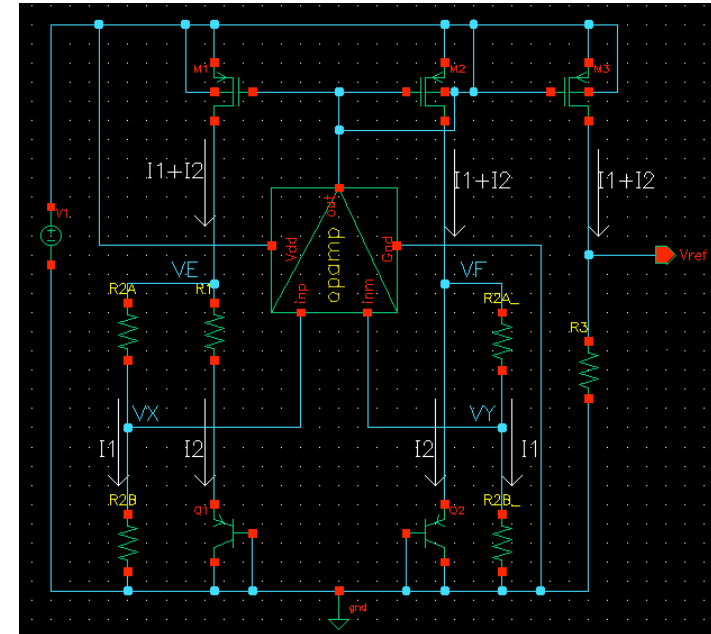 M1
M2
M3
I1+I2
I1+I2
I1+I2
out
V1
Vdd
opamp
Gnd
Vref
VE
VF
R2A
R1
inp
inm
R2A_
R3
VX
VY
I1
I2
I2
I1
R2B
Q1
Q2
R2B_
gnd